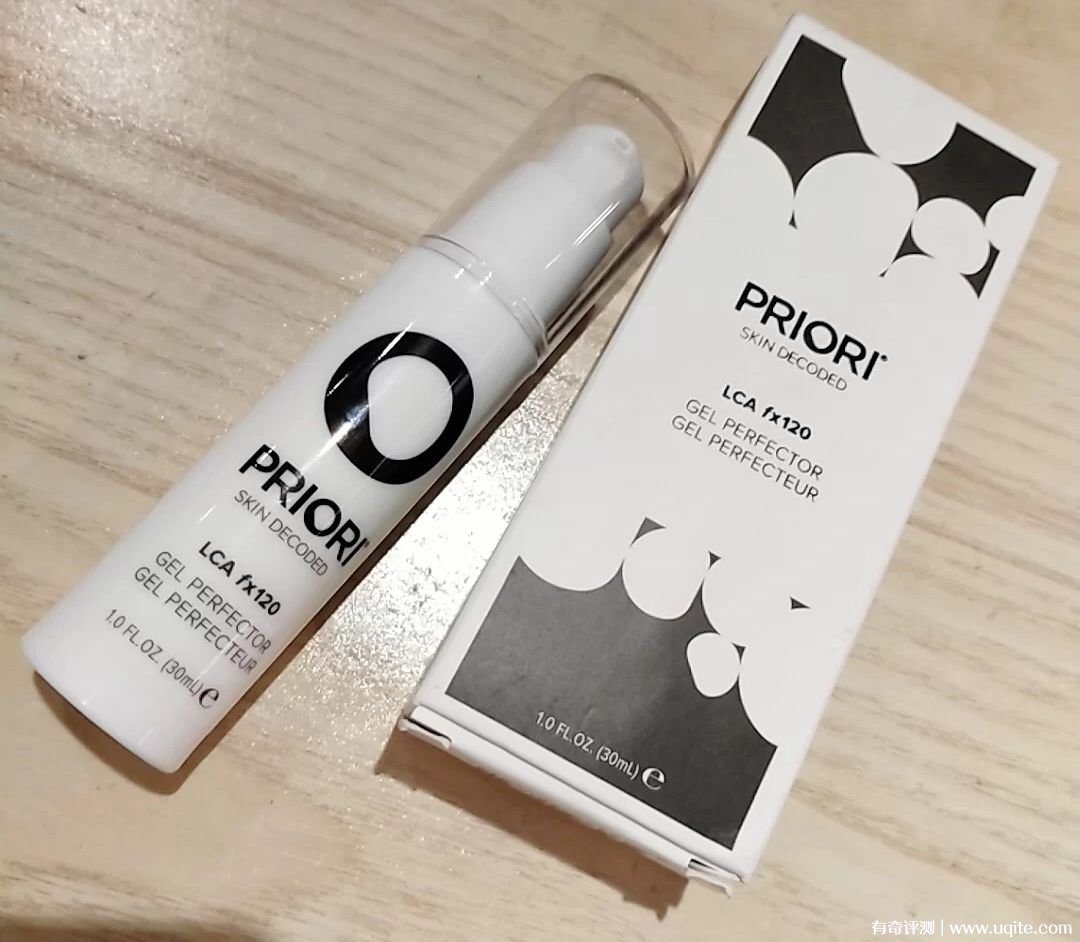 PRIORI
SKIN DECODED
LCA fx120
GEL PERFECTOR
GEL PERFECTEUR
1.0 FL.OZ. (30mL) ℮
PRIORI®
SKIN DECODED
LCA fx120
GEL PERFECTOR
GEL PERFECTEUR
1.0 FL.OZ. (30mL) ℮
有奇评测 | www.uqite.com